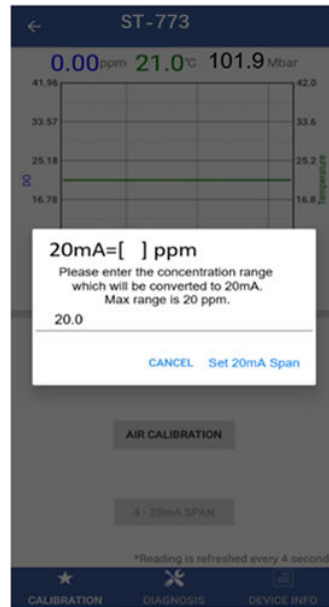 ← ST-773
0.00ppm 21.0°C 101.9 Mbar
41.96 42.0
33.57 33.6
25.18 25.2
DO Temperature
16.78 16.8
20mA=[ ] ppm
Please enter the concentration range
which will be converted to 20mA.
Max range is 20 ppm.
20.0
CANCEL Set 20mA Span
AIR CALIBRATION
4 - 20mA SPAN
*Reading is refreshed every 4 second
CALIBRATION DIAGNOSIS DEVICE INFO